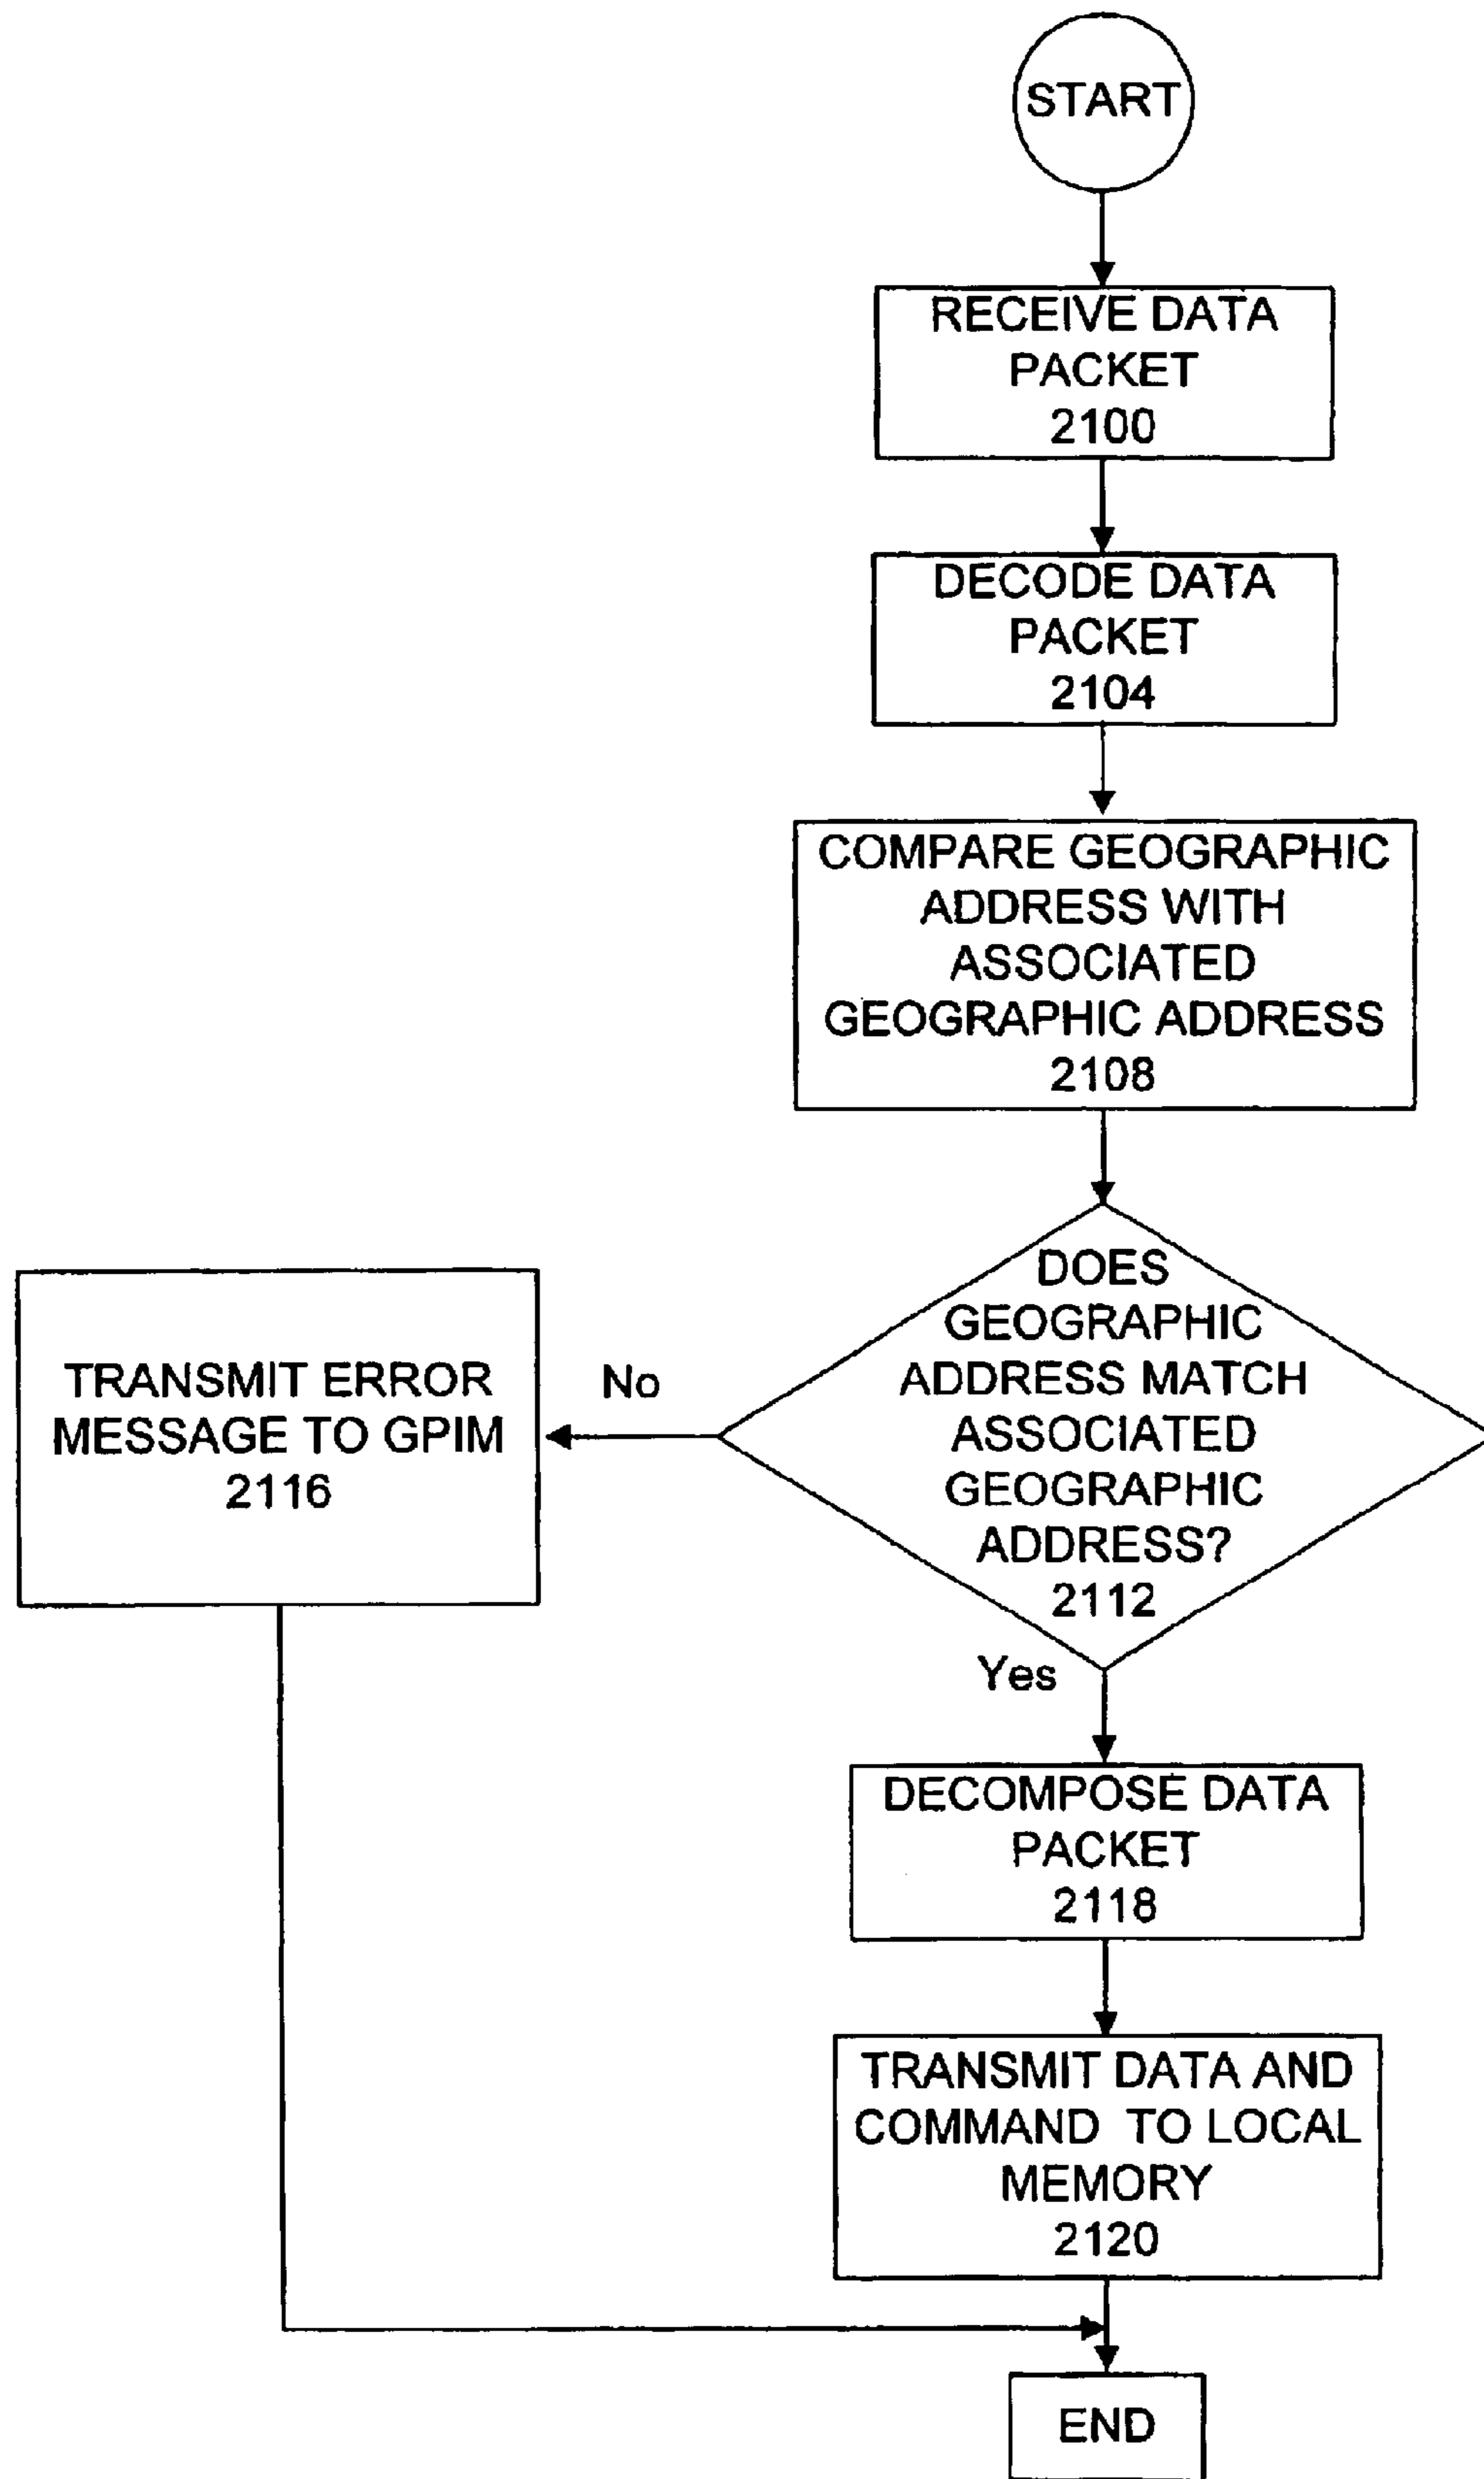 START
RECEIVE DATA
PACKET
2100
DECODE DATA
PACKET
2104
COMPARE GEOGRAPHIC
ADDRESS WITH
ASSOCIATED
GEOGRAPHIC ADDRESS
2108
DOES
GEOGRAPHIC
ADDRESS MATCH
ASSOCIATED
GEOGRAPHIC
ADDRESS?
2112
No
TRANSMIT ERROR
MESSAGE TO GPIM
2116
Yes
DECOMPOSE DATA
PACKET
2118
TRANSMIT DATA AND
COMMAND TO LOCAL
MEMORY
2120
END